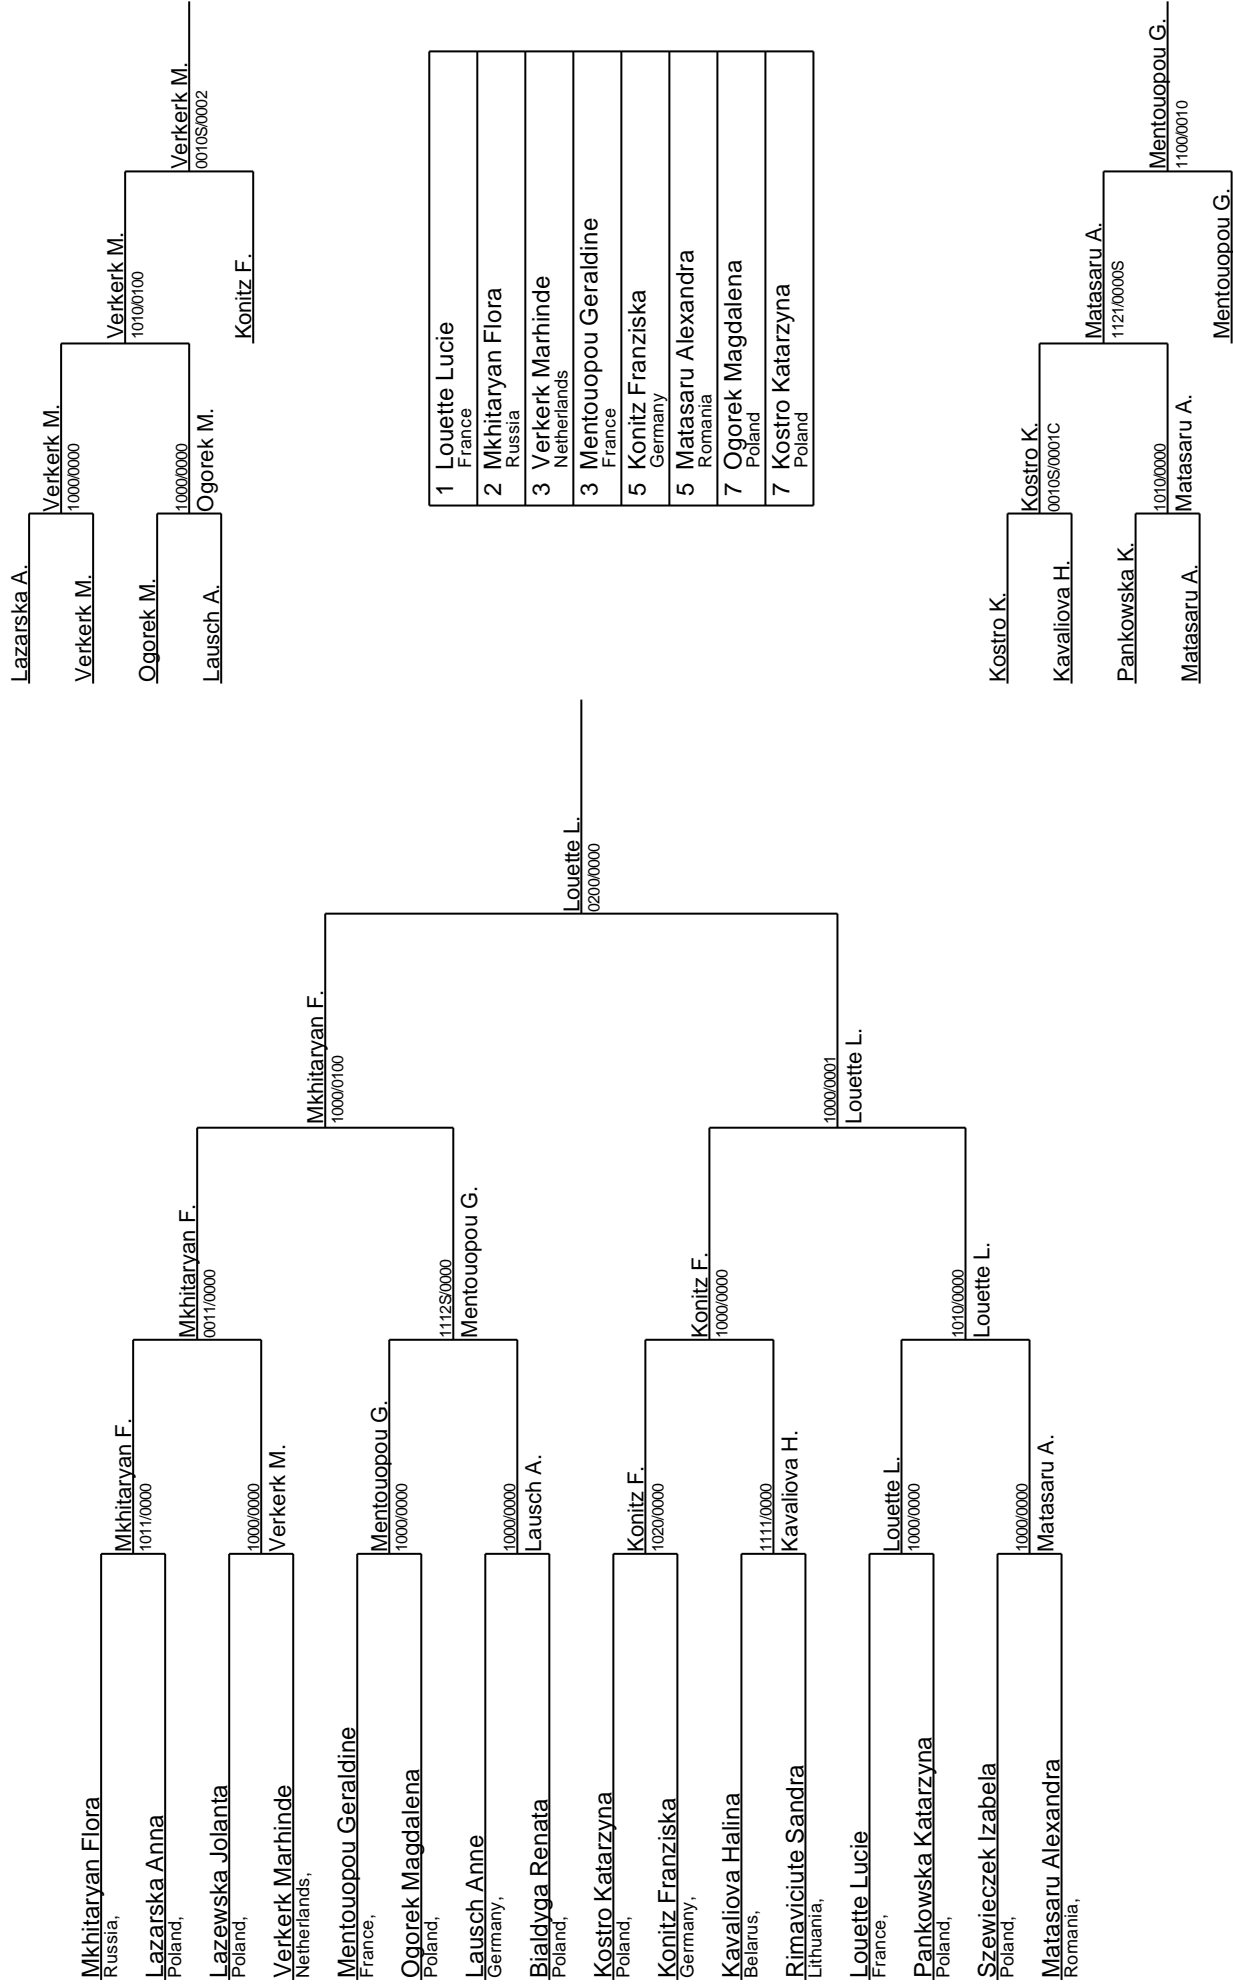 Mkhitaryan Flora
Russia,
Lazarska Anna
Poland,
Lazewska Jolanta
Poland,
Verkerk Marhinde
Netherlands,
Mentouopou Geraldine
France,
Ogorek Magdalena
Poland,
Lausch Anne
Germany,
Bialdyga Renata
Poland,
Kostro Katarzyna
Poland,
Konitz Franziska
Germany,
Kavaliova Halina
Belarus,
Rimaviciute Sandra
Lithuania,
Louette Lucie
France,
Pankowska Katarzyna
Poland,
Szewieczek Izabela
Poland,
Matasaru Alexandra
Romania,
Mkhitaryan F.
1011/0000
1000/0000
Verkerk M.
Mentouopou G.
1000/0000
1000/0000
Lausch A.
Konitz F.
1020/0000
1111/0000
Kavaliova H.
Louette L.
1000/0000
1000/0000
Matasaru A.
Mkhitaryan F.
0011/0000
1112S/0000
Mentouopou G.
Konitz F.
1000/0000
1010/0000
Louette L.
Mkhitaryan F.
1000/0100
1000/0001
Louette L.
Louette L.
0200/0000
Lazarska A.
Verkerk M.
Ogorek M.
Lausch A.
Verkerk M.
1000/0000
1000/0000
Ogorek M.
Verkerk M.
1010/0100
Konitz F.
Verkerk M.
0010S/0002
1 Louette Lucie
France
2 Mkhitaryan Flora
Russia
3 Verkerk Marhinde
Netherlands
3 Mentouopou Geraldine
France
5 Konitz Franziska
Germany
5 Matasaru Alexandra
Romania
7 Ogorek Magdalena
Poland
7 Kostro Katarzyna
Poland
Kostro K.
Kavaliova H.
Pankowska K.
Matasaru A.
Kostro K.
0010S/0001C
1010/0000
Matasaru A.
Matasaru A.
1121/0000S
Mentouopou G.
Mentouopou G.
1100/0010